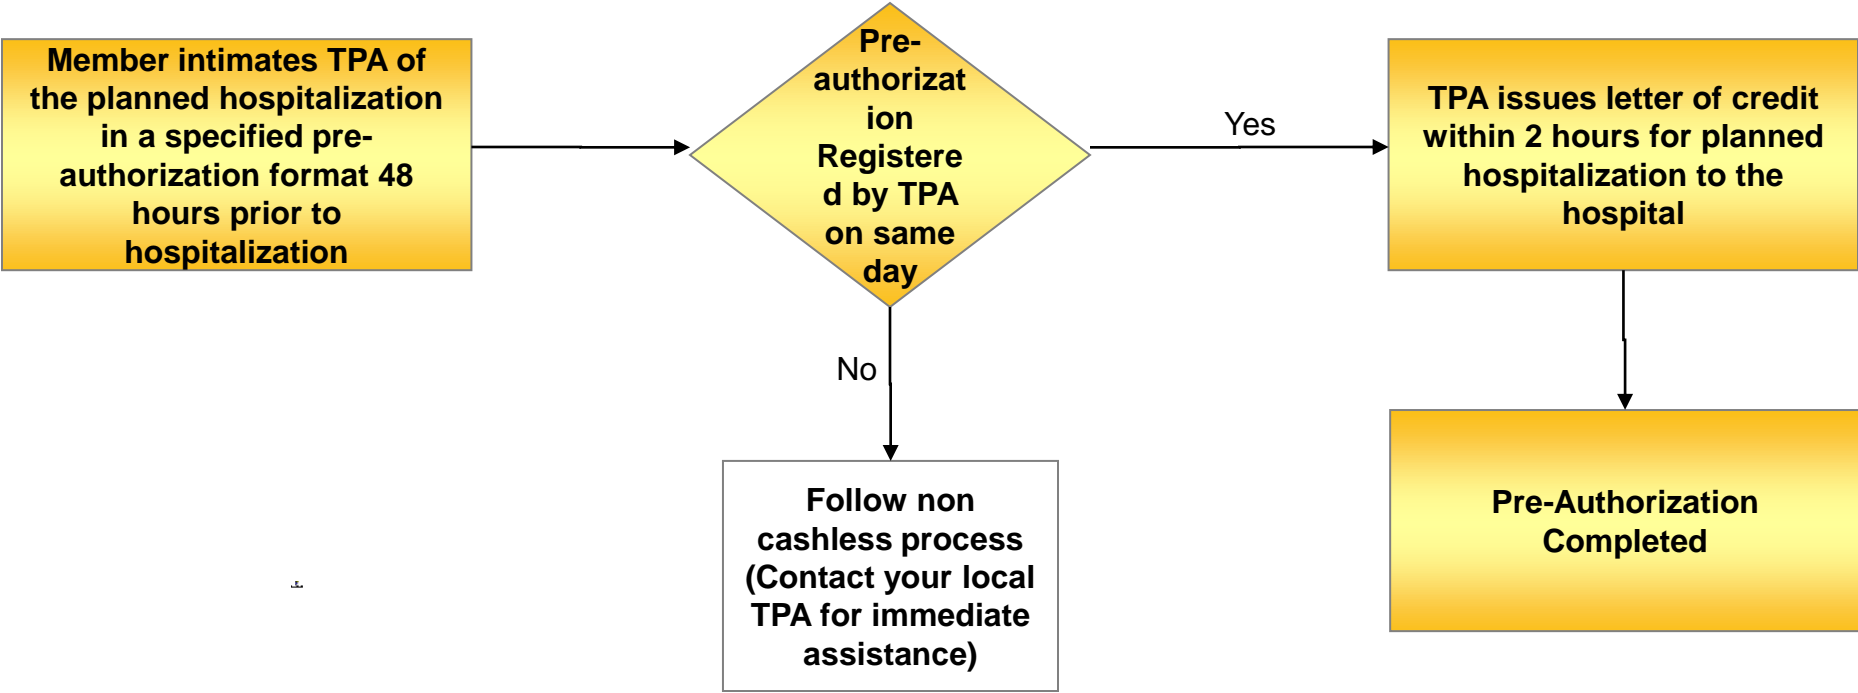 Member intimates TPA of
the planned hospitalization
in a specified pre-
authorization format 48
hours prior to
hospitalization
Pre-
authorizat
ion
Registere
d by TPA
on same
day
Yes
TPA issues letter of credit
within 2 hours for planned
hospitalization to the
hospital
No
Follow non
cashless process
(Contact your local
TPA for immediate
assistance)
Pre-Authorization
Completed